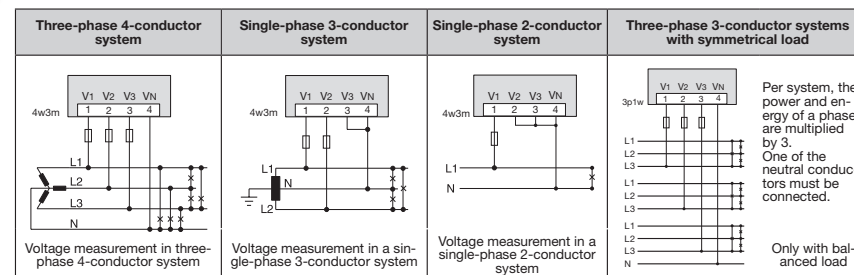 Three-phase 4-conductor
system
Single-phase 3-conductor
system
Single-phase 2-conductor
system
Three-phase 3-conductor systems
with symmetrical load
V1 V2 V3 VN
4w3m 1 2 3 4
L1
L2
L3
N
Voltage measurement in three-
phase 4-conductor system
V1 V2 V3 VN
4w3m 1 2 3 4
L1
N
L2
Voltage measurement in a sin-
gle-phase 3-conductor system
V1 V2 V3 VN
4w3m 1 2 3 4
L1
N
Voltage measurement in a
single-phase 2-conductor
system
V1 V2 V3 VN
3p1w 1 2 3 4
L1
L2
L3
L1
L2
L3
L1
L2
L3
N
Per system, the
power and en-
ergy of a phase
are multiplied
by 3.
One of the
neutral conduc
tors must be
connected.
Only with bal-
anced load